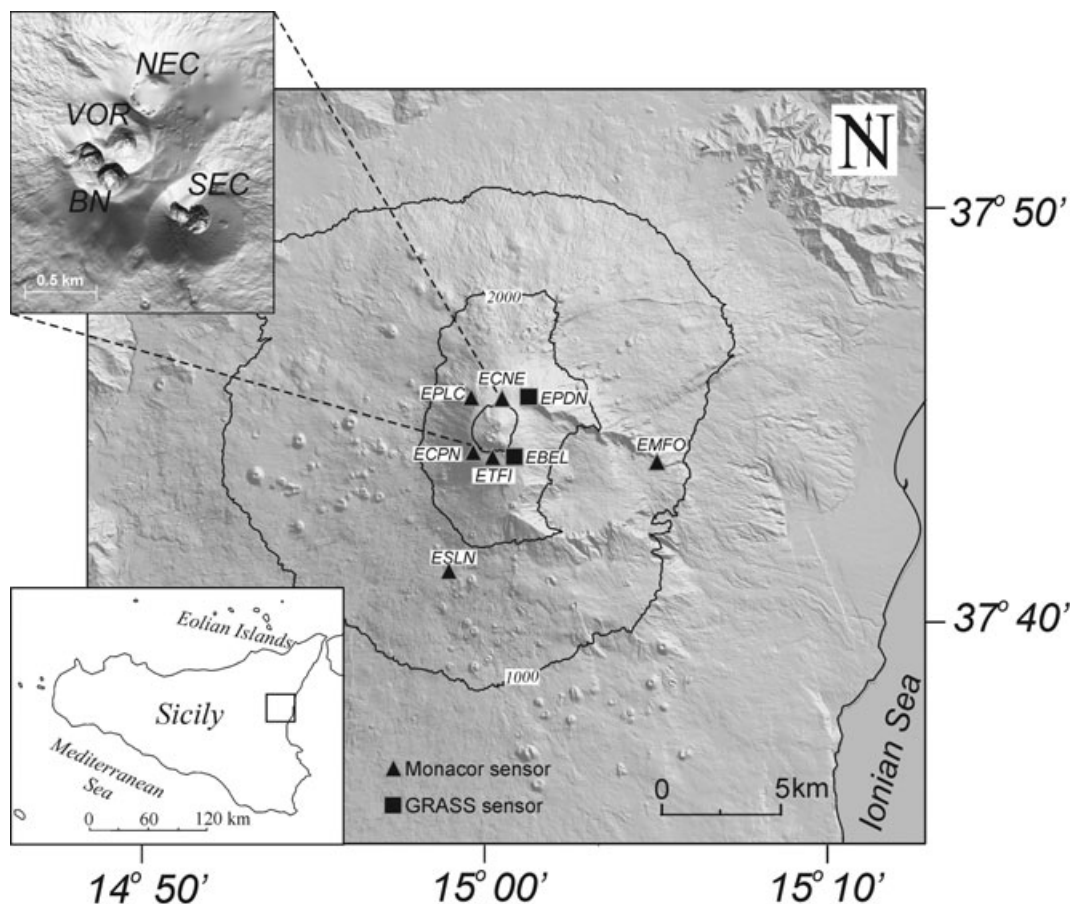 NEC
VOR
BN
SEC
0.5 km
N
37° 50'
2000
ECNE
EPLC
EPDN
EMFO
ECPN
EBEL
ETFI
ESLN
37° 40'
1000
Eolian Islands
Sicily
Mediterranean
Sea
0 60 120 km
Monacor sensor
GRASS sensor
0 5km
Ionian Sea
14° 50' 15° 00' 15° 10'